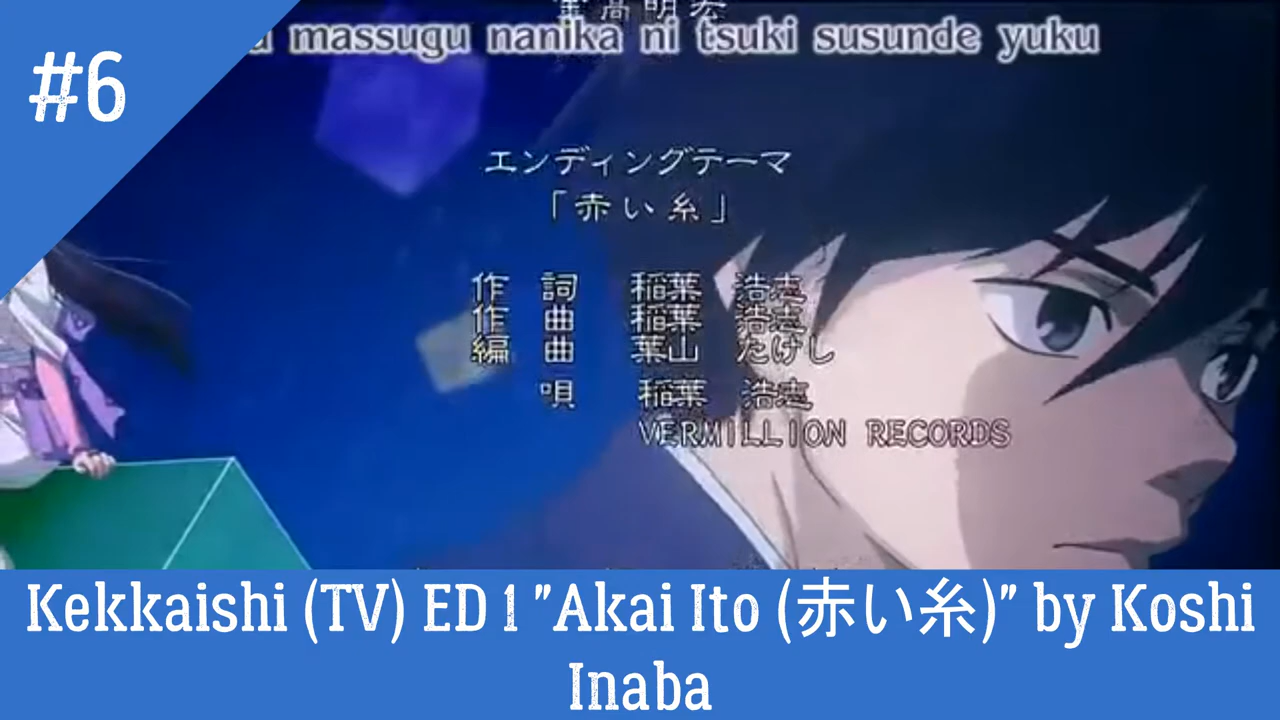 #6
massugu nanika ni tsuki susunde yuku
エンディングテーマ
「赤い糸」
作 詞 稲葉 浩志
作 曲 稲葉 浩志
編 曲 葉山 たけし
唄 稲葉 浩志
VERMILLION RECORDS
Kekkaishi (TV) ED 1 "Akai Ito (赤い糸)" by Koshi
Inaba